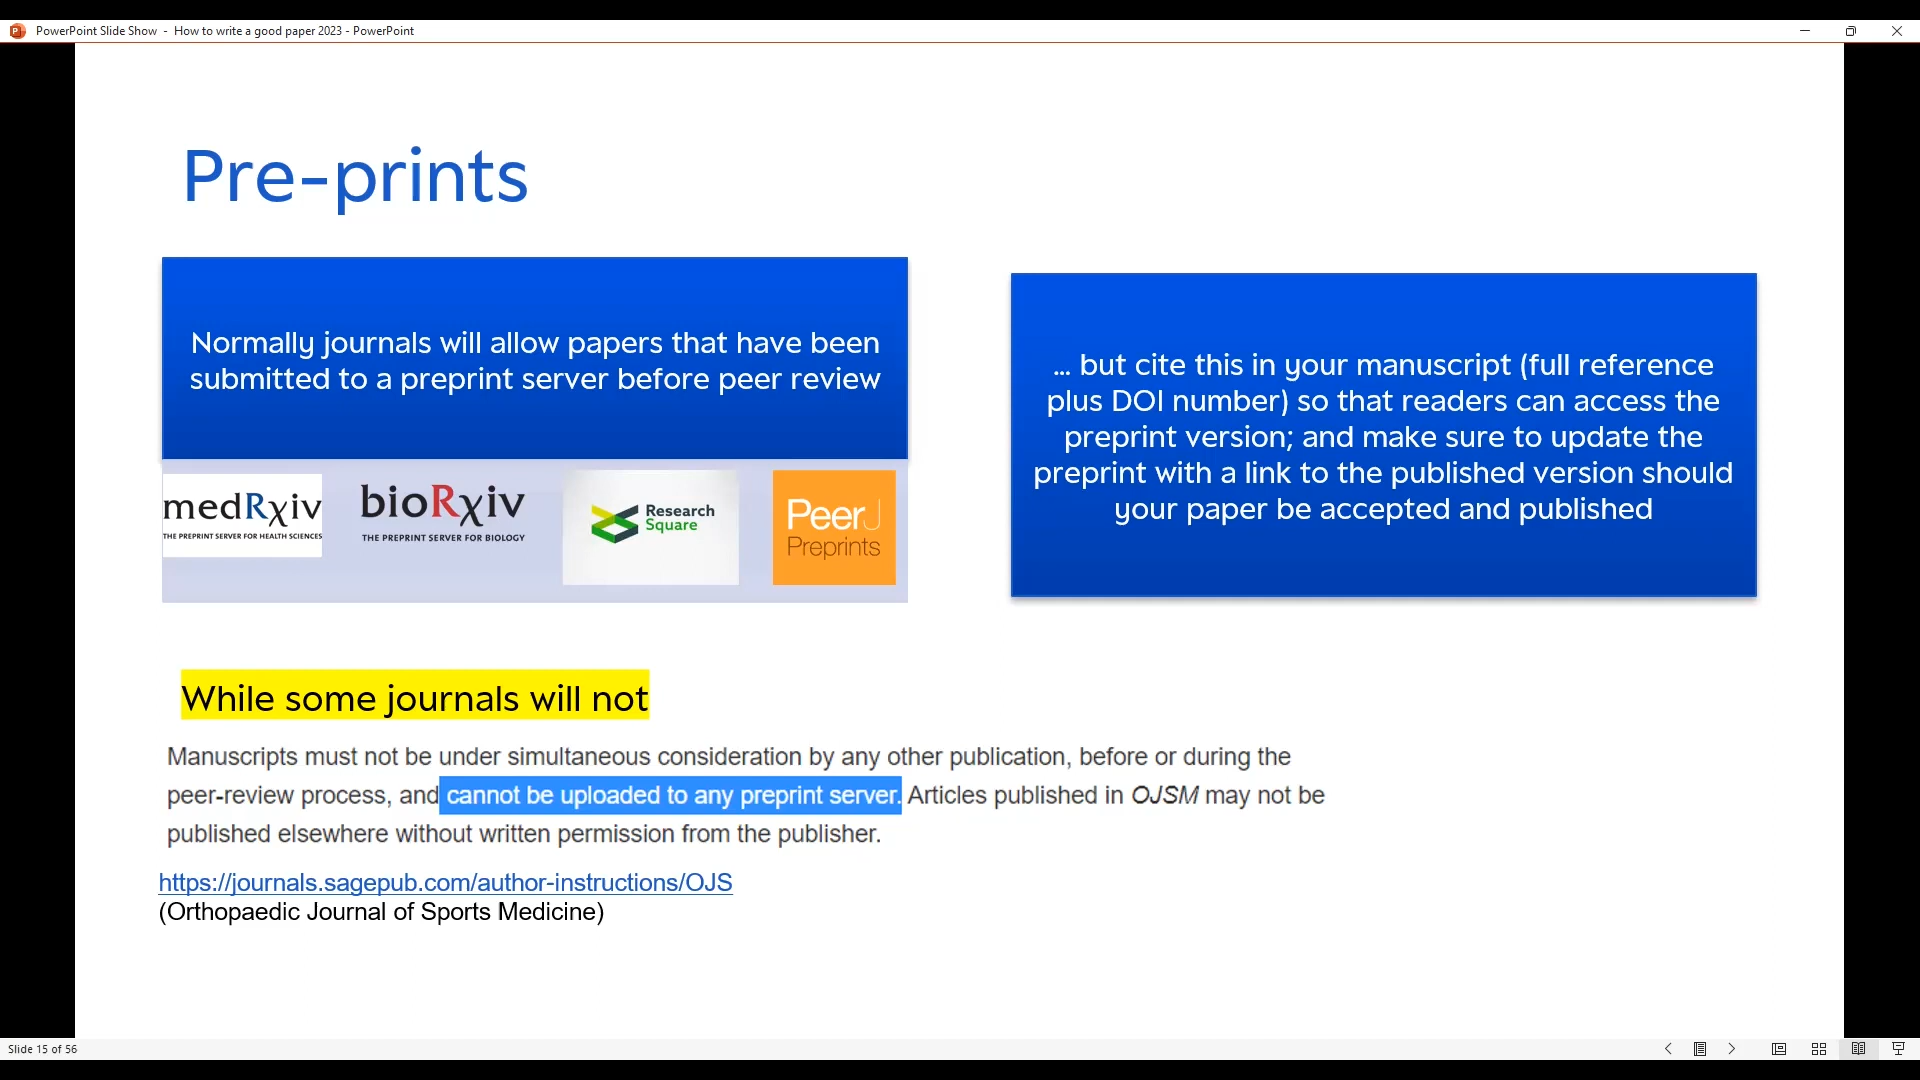 PowerPoint Slide Show - How to write a good paper 2023 - PowerPoint
Pre-prints
Normally journals will allow papers that have been
submitted to a preprint server before peer review
medRχiv
THE PREPRINT SERVER FOR HEALTH SCIENCES
bioRχiv
THE PREPRINT SERVER FOR BIOLOGY
Research
Square
PeerJ
Preprints
... but cite this in your manuscript (full reference
plus DOI number) so that readers can access the
preprint version; and make sure to update the
preprint with a link to the published version should
your paper be accepted and published
While some journals will not
Manuscripts must not be under simultaneous consideration by any other publication, before or during the
peer-review process, and cannot be uploaded to any preprint server. Articles published in OJSM may not be
published elsewhere without written permission from the publisher.
https://journals.sagepub.com/author-instructions/OJS
(Orthopaedic Journal of Sports Medicine)
Slide 15 of 56